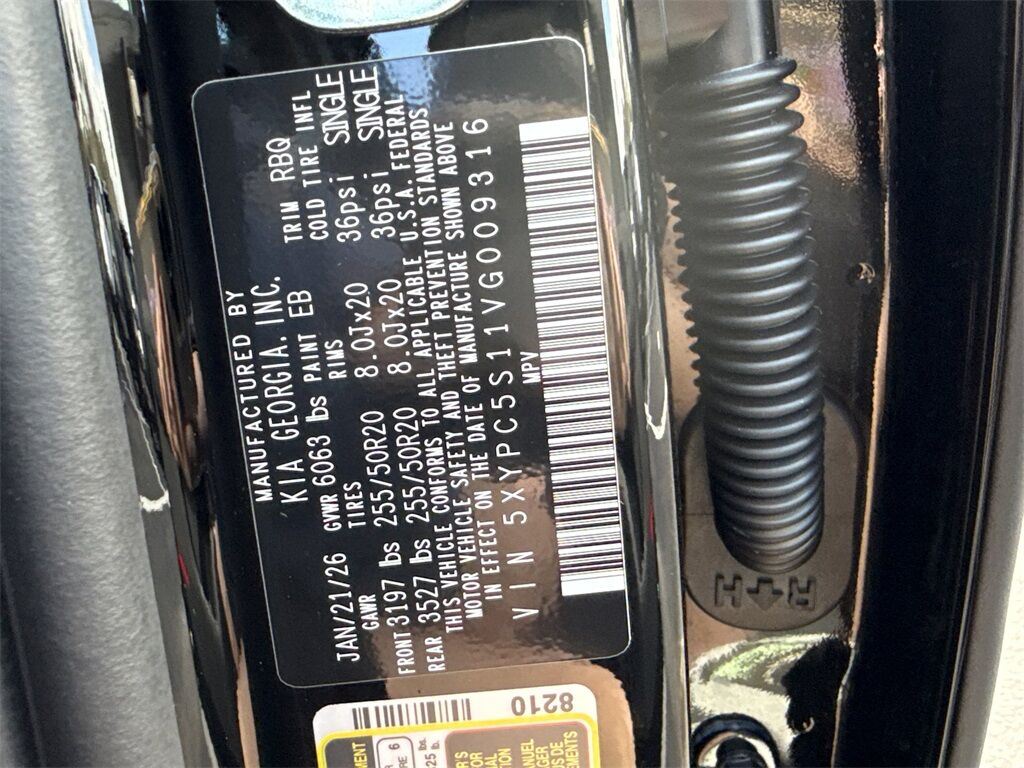 MANUFACTURED BY
KIA GEORGIA. INC.
JAN/21/26 GVWR 6063 bs PAINT EB TRIM RBQ
GAWR TIRES RIMS COLD TIRE INFL
FRONT 3197 bs 255/50R20 8.0Jx20 36psi SINGLE
REAR 3527 bs 255/50R20 8.0Jx20 36psi SINGLE
THIS VEHICLE CONFORMS TO ALL APPLICABLE U.S.A. FEDERAL
MOTOR VEHICLE SAFETY AND THEFT PREVENTION STANDARDS
IN EFFECT ON THE DATE OF MANUFACTURE SHOWN ABOVE
VIN 5XYPC5S11VG009316
MPV
8210
R H